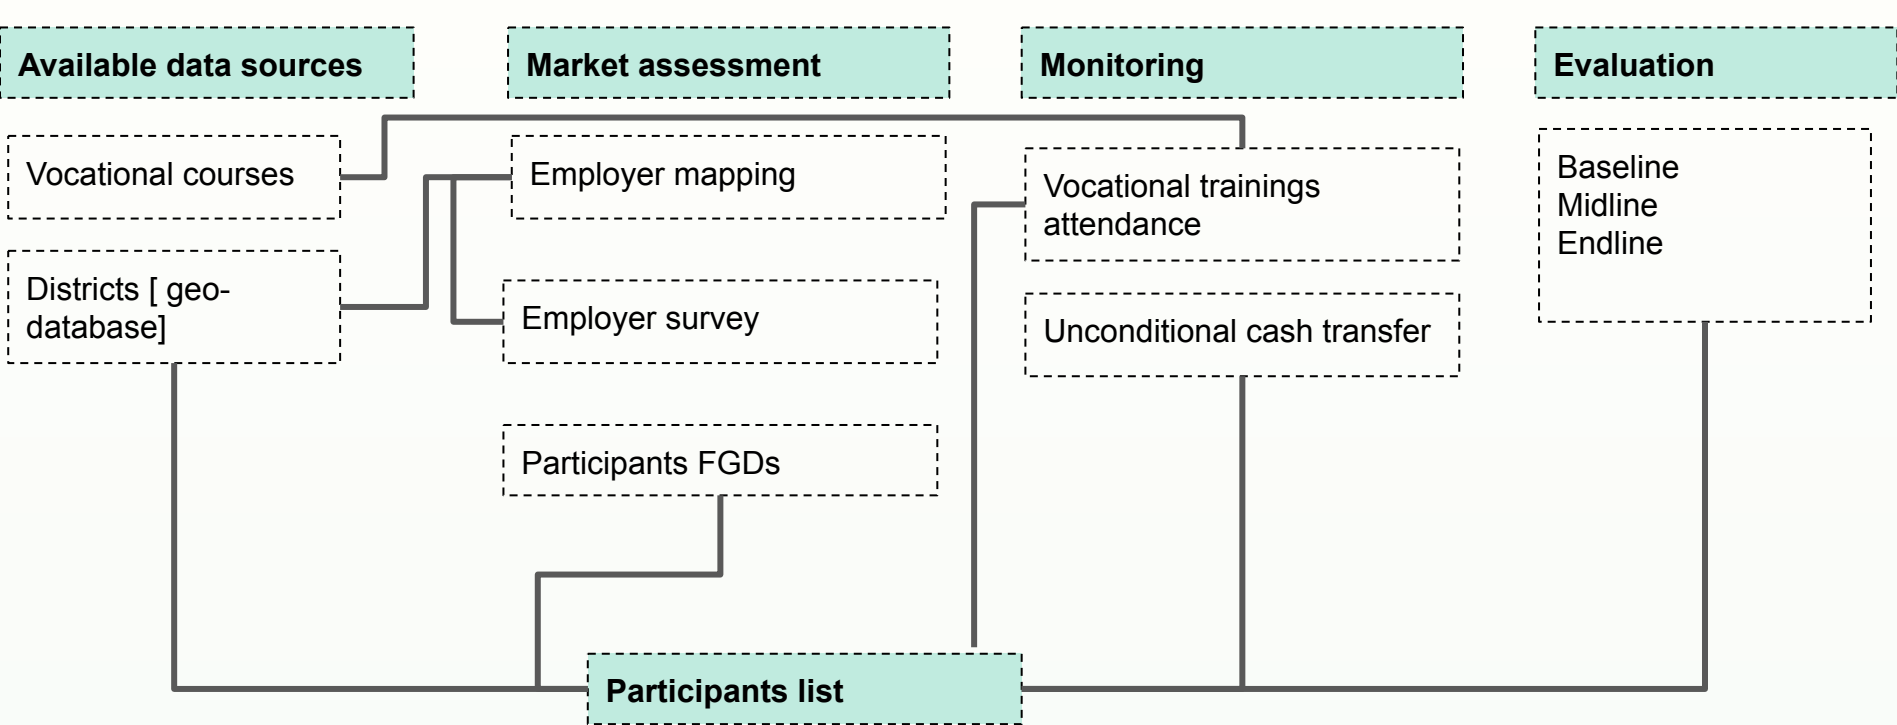 Available data sources
Market assessment
Monitoring
Evaluation
Vocational courses
Districts [ geo-
database]
Employer mapping
Employer survey
Participants FGDs
Vocational trainings
attendance
Unconditional cash transfer
Baseline
Midline
Endline
Participants list